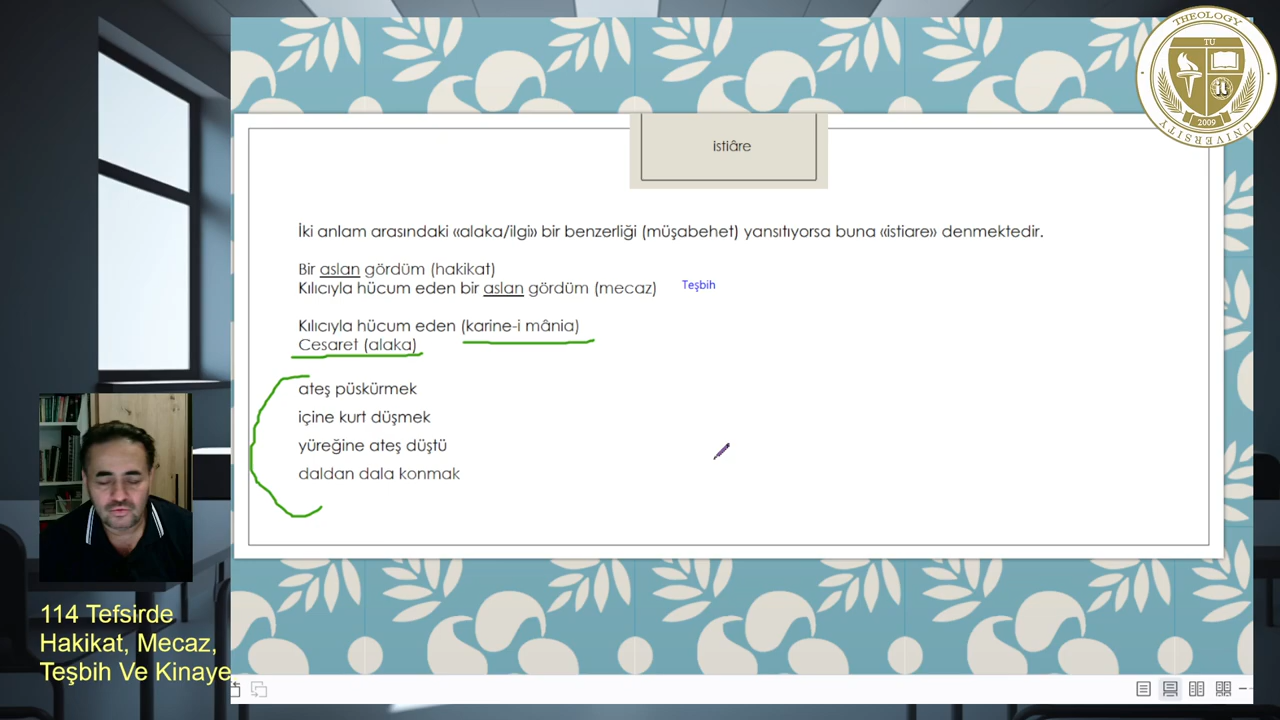 THEOLOGY
TU
2009
UNIVERSITY
istiâre
İki anlam arasındaki «alaka/ilgi» bir benzerliği (müşabehet) yansıtıyorsa buna «istiare» denmektedir.
Bir aslan gördüm (hakikat)
Kılıcıyla hücum eden bir aslan gördüm (mecaz)
Teşbih
Kılıcıyla hücum eden (karine-i mânia)
Cesaret (alaka)
ateş püskürmek
içine kurt düşmek
yüreğine ateş düştü
daldan dala konmak
114 Tefsirde
Hakikat, Mecaz,
Teşbih Ve Kinaye